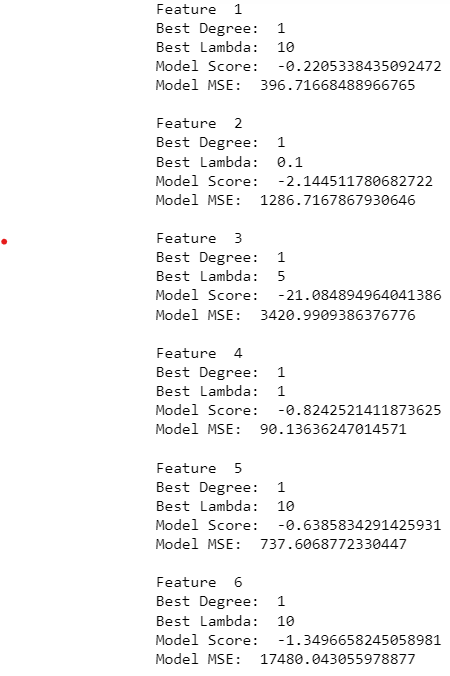 Feature  1
Best Degree:  1
Best Lambda:  10
Model Score:  -0.2205338435092472
Model MSE:  396.71668488966765
Feature  2
Best Degree:  1
Best Lambda:  0.1
Model Score:  -2.144511780682722
Model MSE:  1286.7167867930646
Feature  3
Best Degree:  1
Best Lambda:  5
Model Score:  -21.084894964041386
Model MSE:  3420.9909386376776
Feature  4
Best Degree:  1
Best Lambda:  1
Model Score:  -0.8242521411873625
Model MSE:  90.13636247014571
Feature  5
Best Degree:  1
Best Lambda:  10
Model Score:  -0.6385834291425931
Model MSE:  737.6068772330447
Feature  6
Best Degree:  1
Best Lambda:  10
Model Score:  -1.3496658245058981
Model MSE:  17480.043055978877